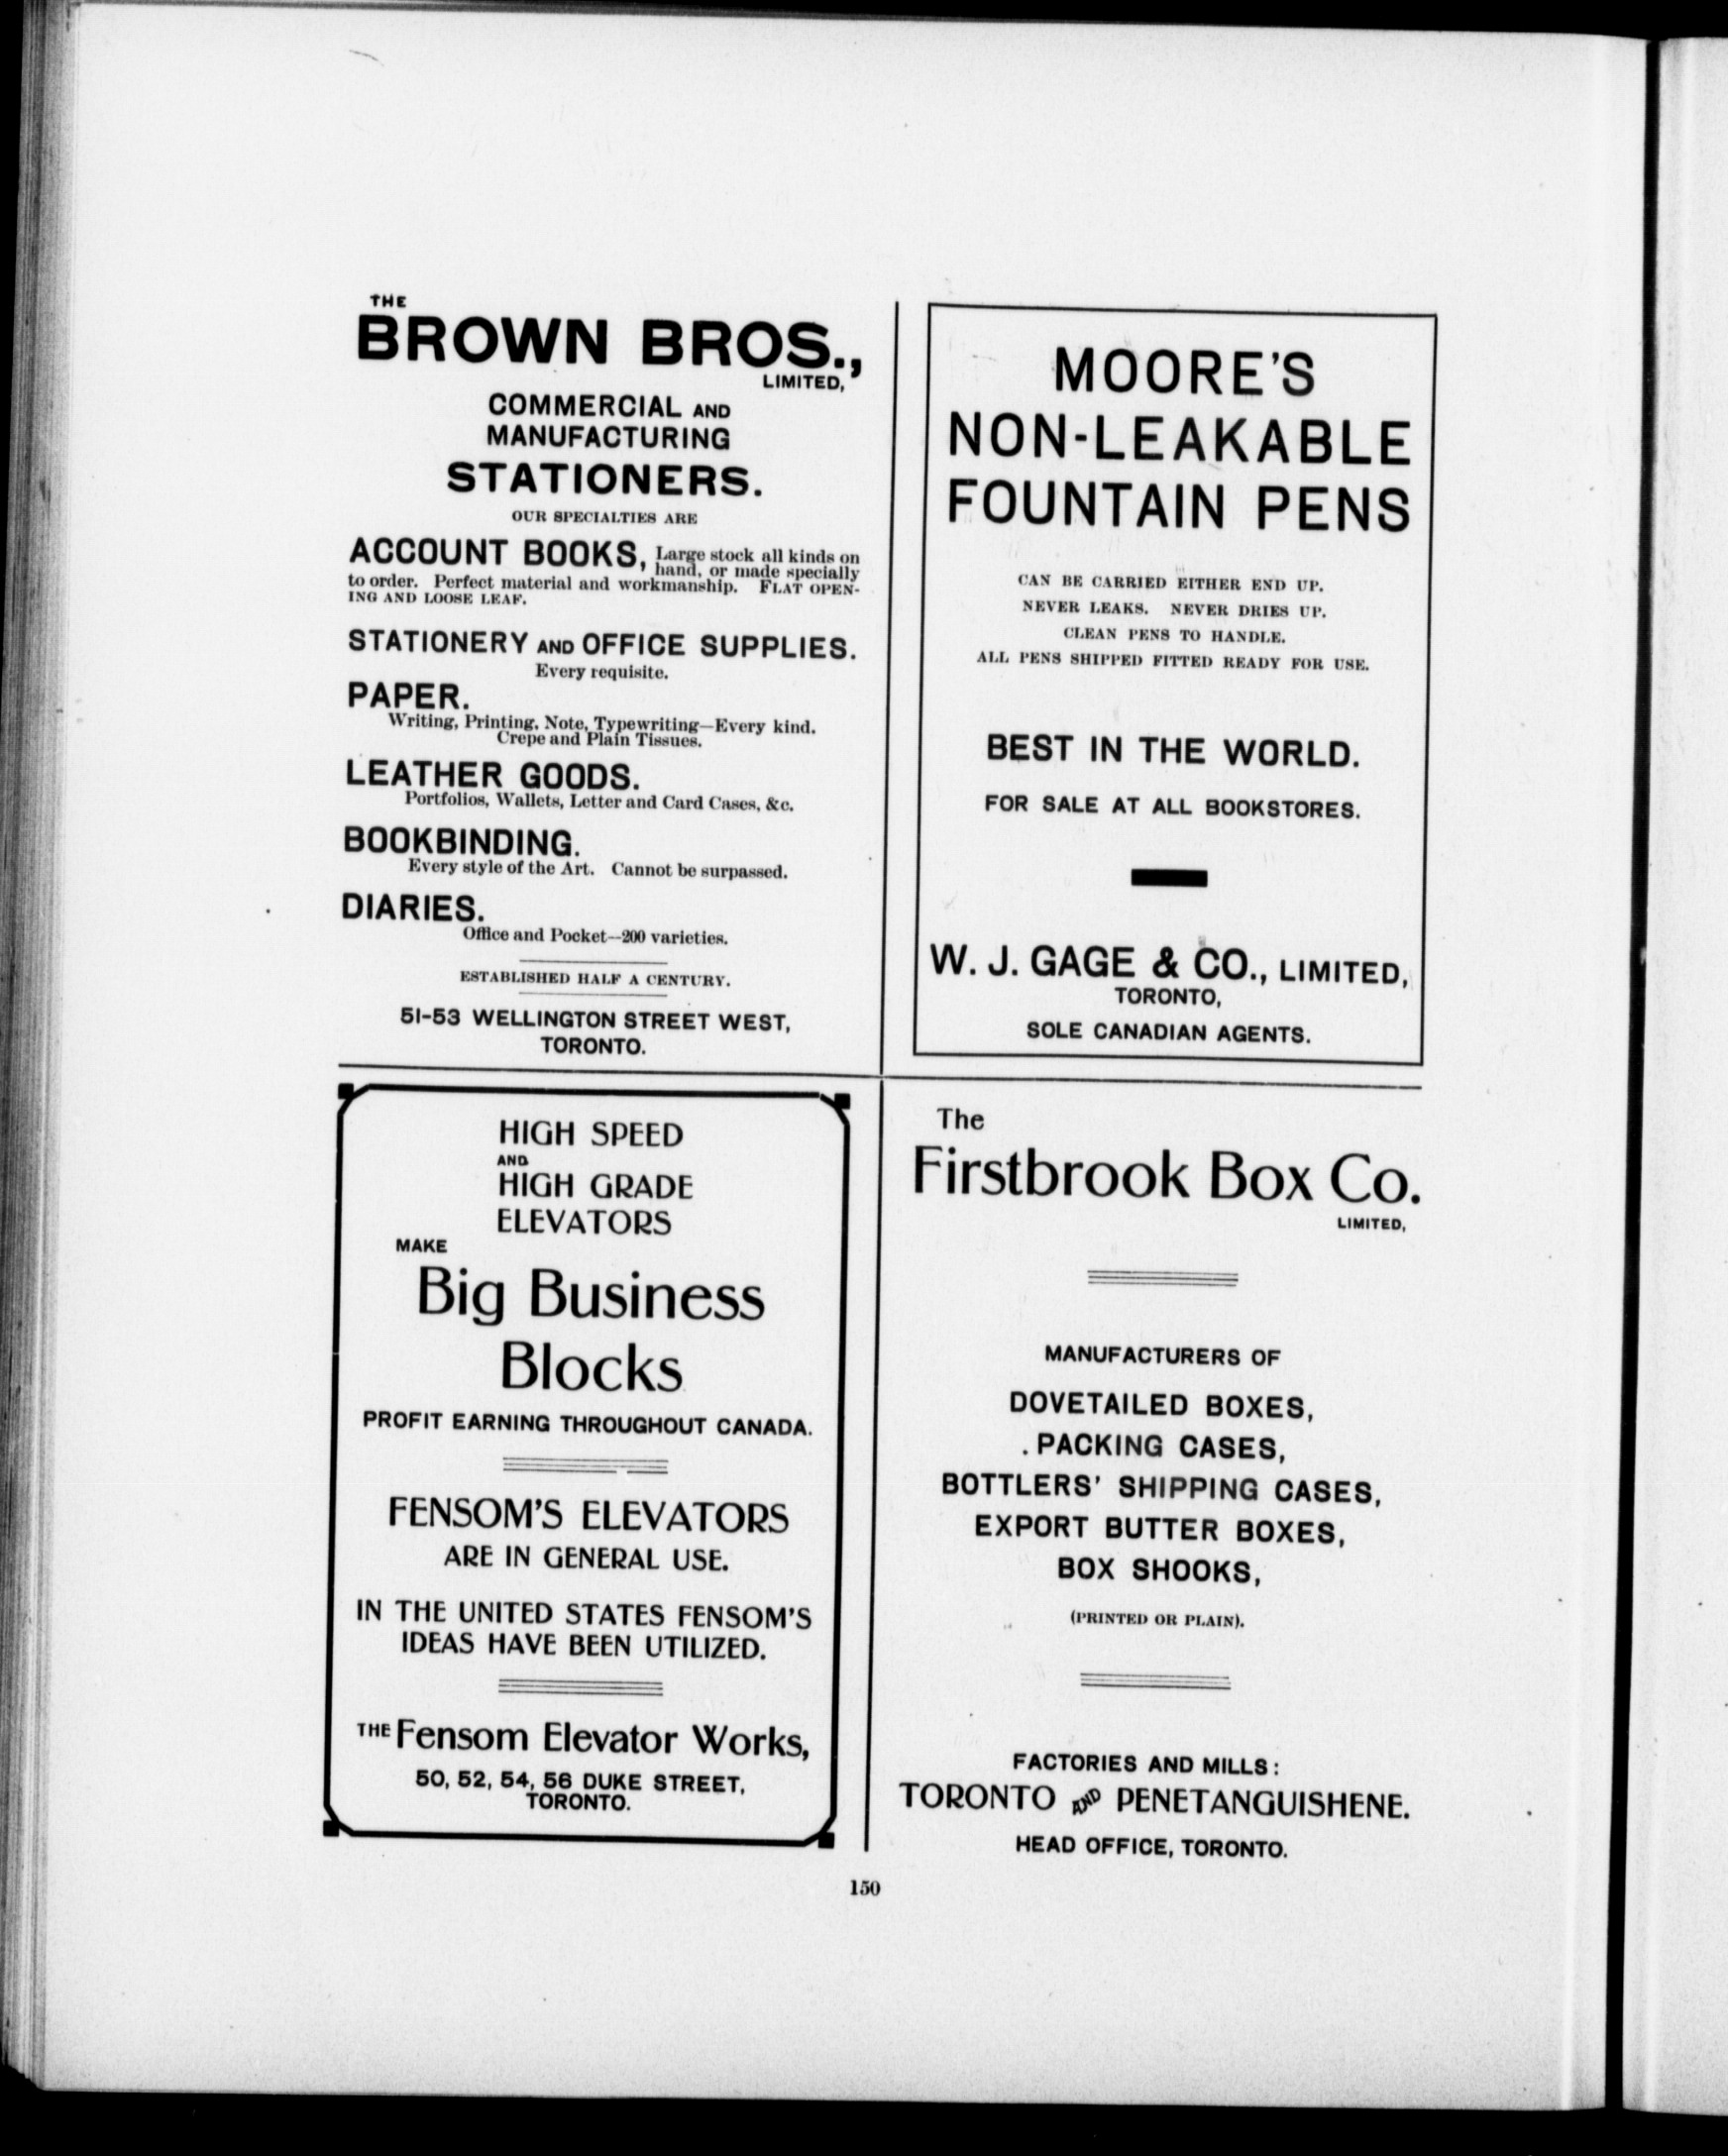 THE
BROWN BROS.,
LIMITED,
COMMERCIAL AND
MANUFACTURING
STATIONERS.
OUR SPECIALTIES ARE
ACCOUNT BOOKS, Large stock all kinds on
hand, or made specially
to order. Perfect material and workmanship. FLAT OPEN-
ING AND LOOSE LEAF.
STATIONERY AND OFFICE SUPPLIES.
Every requisite.
PAPER.
Writing, Printing, Note, Typewriting—Every kind.
Crepe and Plain Tissues.
LEATHER GOODS.
Portfolios, Wallets, Letter and Card Cases, &c.
BOOKBINDING.
Every style of the Art. Cannot be surpassed.
DIARIES.
Office and Pocket—200 varieties.
ESTABLISHED HALF A CENTURY.
51-53 WELLINGTON STREET WEST,
TORONTO.
MOORE'S
NON-LEAKABLE
FOUNTAIN PENS
CAN BE CARRIED EITHER END UP.
NEVER LEAKS. NEVER DRIES UP.
CLEAN PENS TO HANDLE.
ALL PENS SHIPPED FITTED READY FOR USE.
BEST IN THE WORLD.
FOR SALE AT ALL BOOKSTORES.
W. J. GAGE & CO., LIMITED,
TORONTO,
SOLE CANADIAN AGENTS.
HIGH SPEED
AND
HIGH GRADE
ELEVATORS
MAKE
Big Business
Blocks
PROFIT EARNING THROUGHOUT CANADA.
FENSOM'S ELEVATORS
ARE IN GENERAL USE.
IN THE UNITED STATES FENSOM'S
IDEAS HAVE BEEN UTILIZED.
THE Fensom Elevator Works,
50, 52, 54, 56 DUKE STREET,
TORONTO.
The
Firstbrook Box Co.
LIMITED,
MANUFACTURERS OF
DOVETAILED BOXES,
PACKING CASES,
BOTTLERS' SHIPPING CASES,
EXPORT BUTTER BOXES,
BOX SHOOKS,
(PRINTED OR PLAIN).
FACTORIES AND MILLS:
TORONTO AND PENETANGUISHENE.
HEAD OFFICE, TORONTO.
150